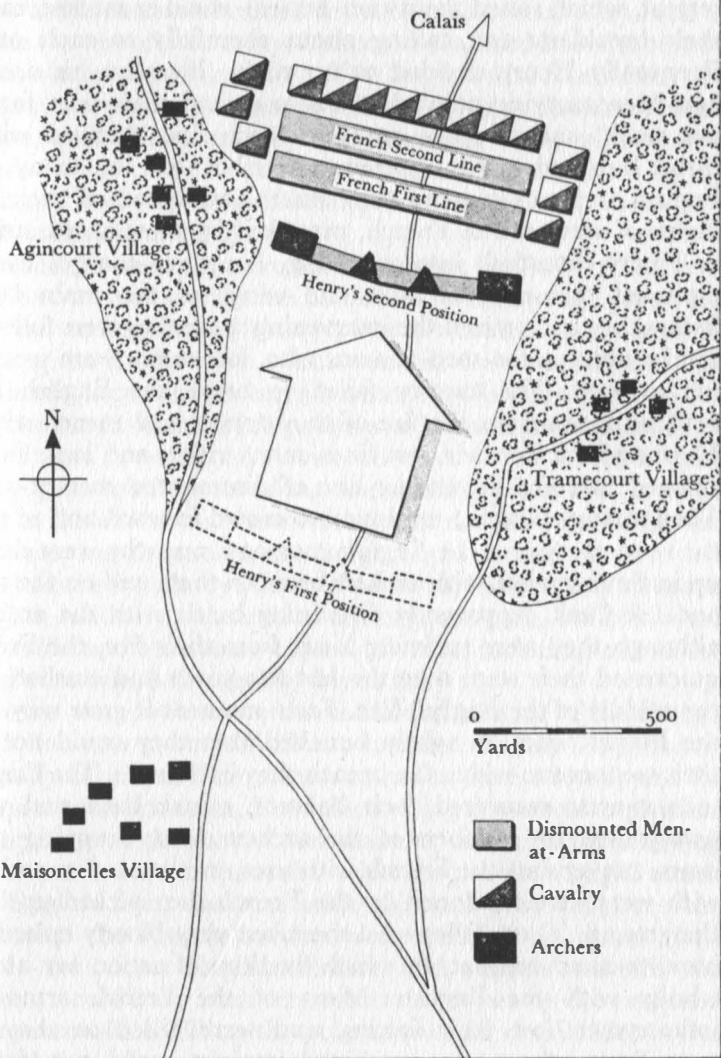 Calais
French Second Line
French First Line
Agincourt Village
Henry's Second Position
N
Tramecourt Village
Henry's First Position
0 500
Yards
Dismounted Men-
at-Arms
Cavalry
Archers
Maisoncelles Village